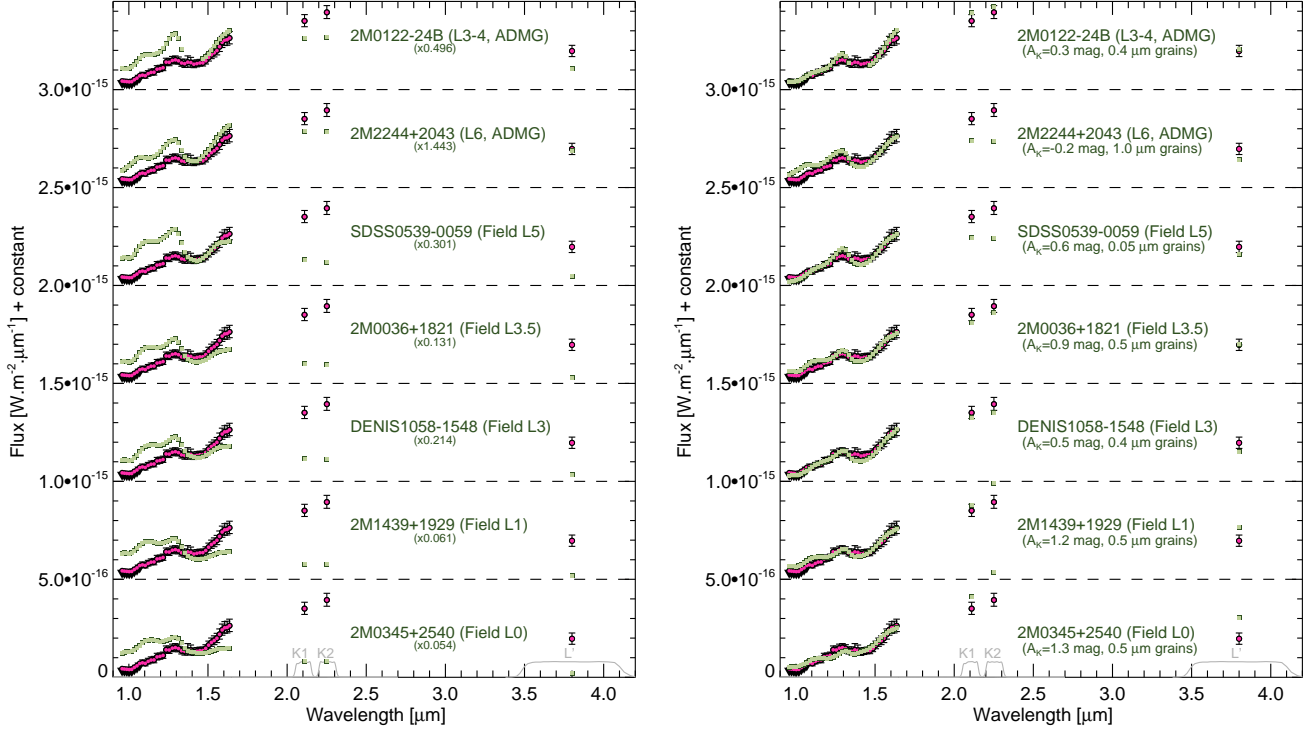 2M0122-24B (L3-4, ADMG)
(x0.496)
3.0•10⁻¹⁵
2M2244+2043 (L6, ADMG)
(x1.443)
2.5•10⁻¹⁵
SDSS0539-0059 (Field L5)
(x0.301)
2.0•10⁻¹⁵
2M0036+1821 (Field L3.5)
(x0.131)
1.5•10⁻¹⁵
DENIS1058-1548 (Field L3)
(x0.214)
1.0•10⁻¹⁵
2M1439+1929 (Field L1)
(x0.061)
5.0•10⁻¹⁶
2M0345+2540 (Field L0)
(x0.054)
K1 K2 L'
0
1.0 1.5 2.0 2.5 3.0 3.5 4.0
Wavelength [μm]
Flux [W.m⁻².μm⁻¹] + constant
2M0122-24B (L3-4, ADMG)
(A_K=0.3 mag, 0.4 μm grains)
3.0•10⁻¹⁵
2M2244+2043 (L6, ADMG)
(A_K=-0.2 mag, 1.0 μm grains)
2.5•10⁻¹⁵
SDSS0539-0059 (Field L5)
(A_K=0.6 mag, 0.05 μm grains)
2.0•10⁻¹⁵
2M0036+1821 (Field L3.5)
(A_K=0.9 mag, 0.5 μm grains)
1.5•10⁻¹⁵
DENIS1058-1548 (Field L3)
(A_K=0.5 mag, 0.4 μm grains)
1.0•10⁻¹⁵
2M1439+1929 (Field L1)
(A_K=1.2 mag, 0.5 μm grains)
5.0•10⁻¹⁶
2M0345+2540 (Field L0)
(A_K=1.3 mag, 0.5 μm grains)
K1 K2 L'
0
1.0 1.5 2.0 2.5 3.0 3.5 4.0
Wavelength [μm]
Flux [W.m⁻².μm⁻¹] + constant